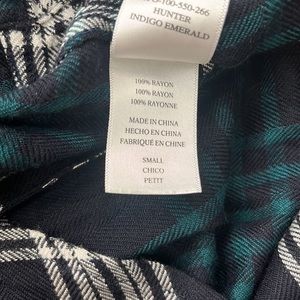 -100-550-266
HUNTER
INDIGO EMERALD
100% RAYON
100% RAYON
100% RAYONNE
MADE IN CHINA
HECHO EN CHINA
FABRIQUÉ EN CHINE
SMALL
CHICO
PETIT